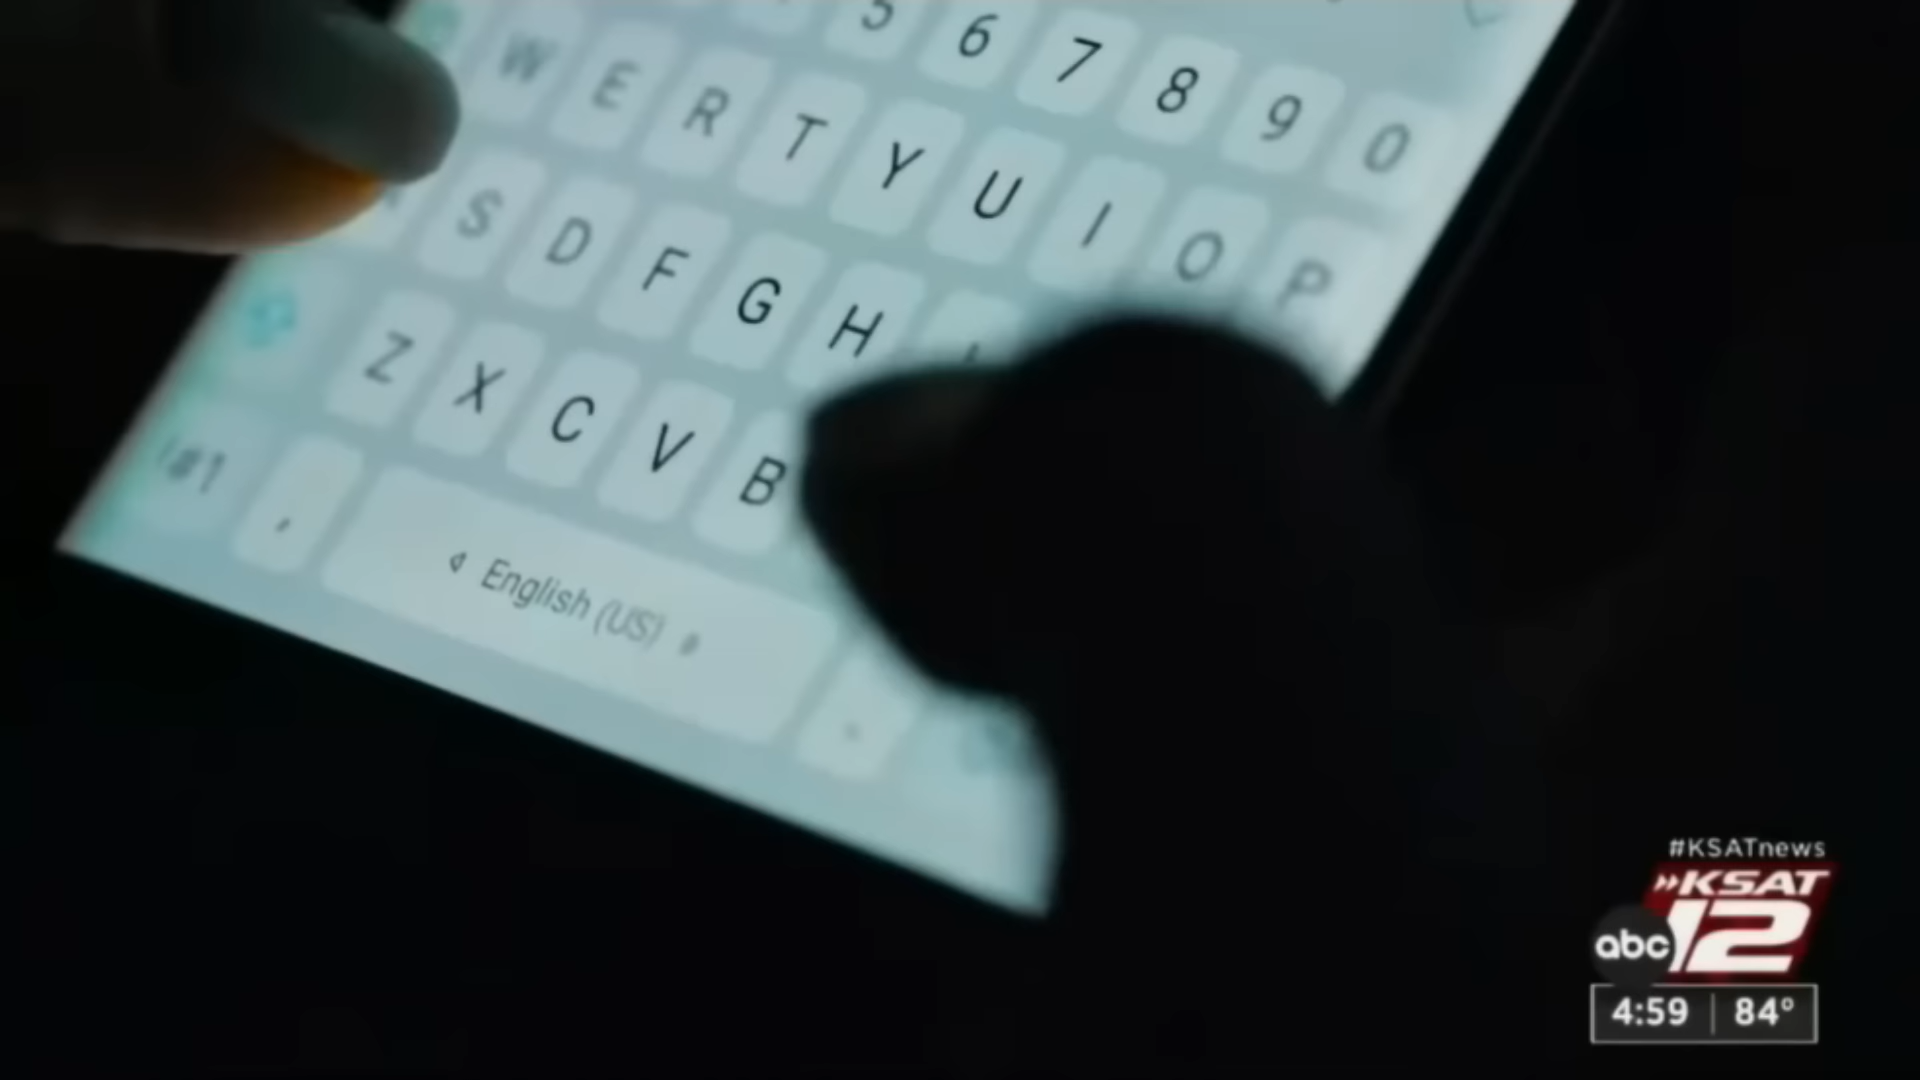 5 6 7 8 9 0
W E R T Y U I O P
S D F G H
Z X C V B
!#1 , English (US) .
#KSATnews
KSAT
abc 12
4:59 84°